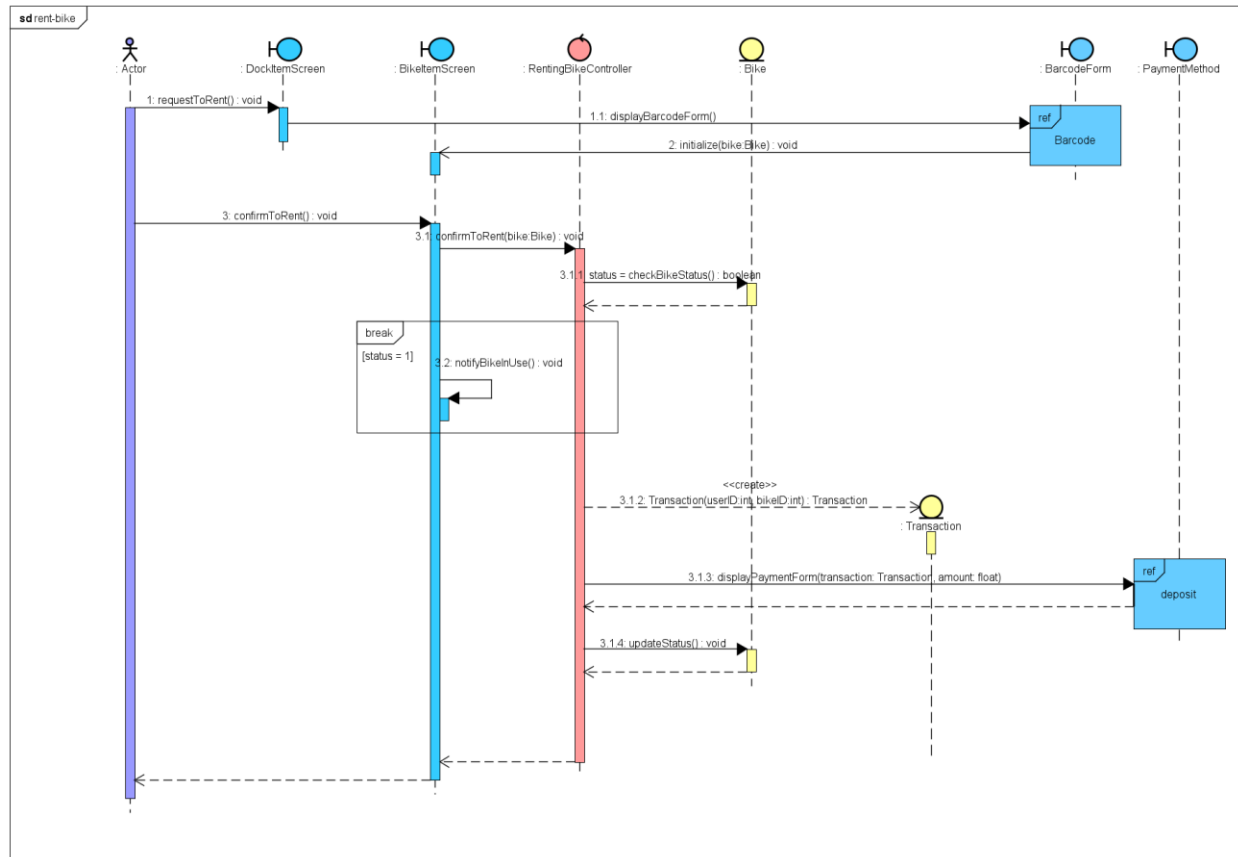 sd rent-bike
: Actor
: DockItemScreen
: BikeItemScreen
: RentingBikeController
: Bike
: BarcodeForm
: PaymentMethod
1: requestToRent() : void
1.1: displayBarcodeForm()
ref
Barcode
2: initialize(bike:Bike) : void
3: confirmToRent() : void
3.1: confirmToRent(bike:Bike) : void
3.1.1: status = checkBikeStatus() : boolean
break
[status = 1]
3.2: notifyBikeInUse() : void
<<create>>
3.1.2: Transaction(userID:int, bikeID:int) : Transaction
: Transaction
3.1.3: displayPaymentForm(transaction: Transaction, amount: float)
ref
deposit
3.1.4: updateStatus() : void